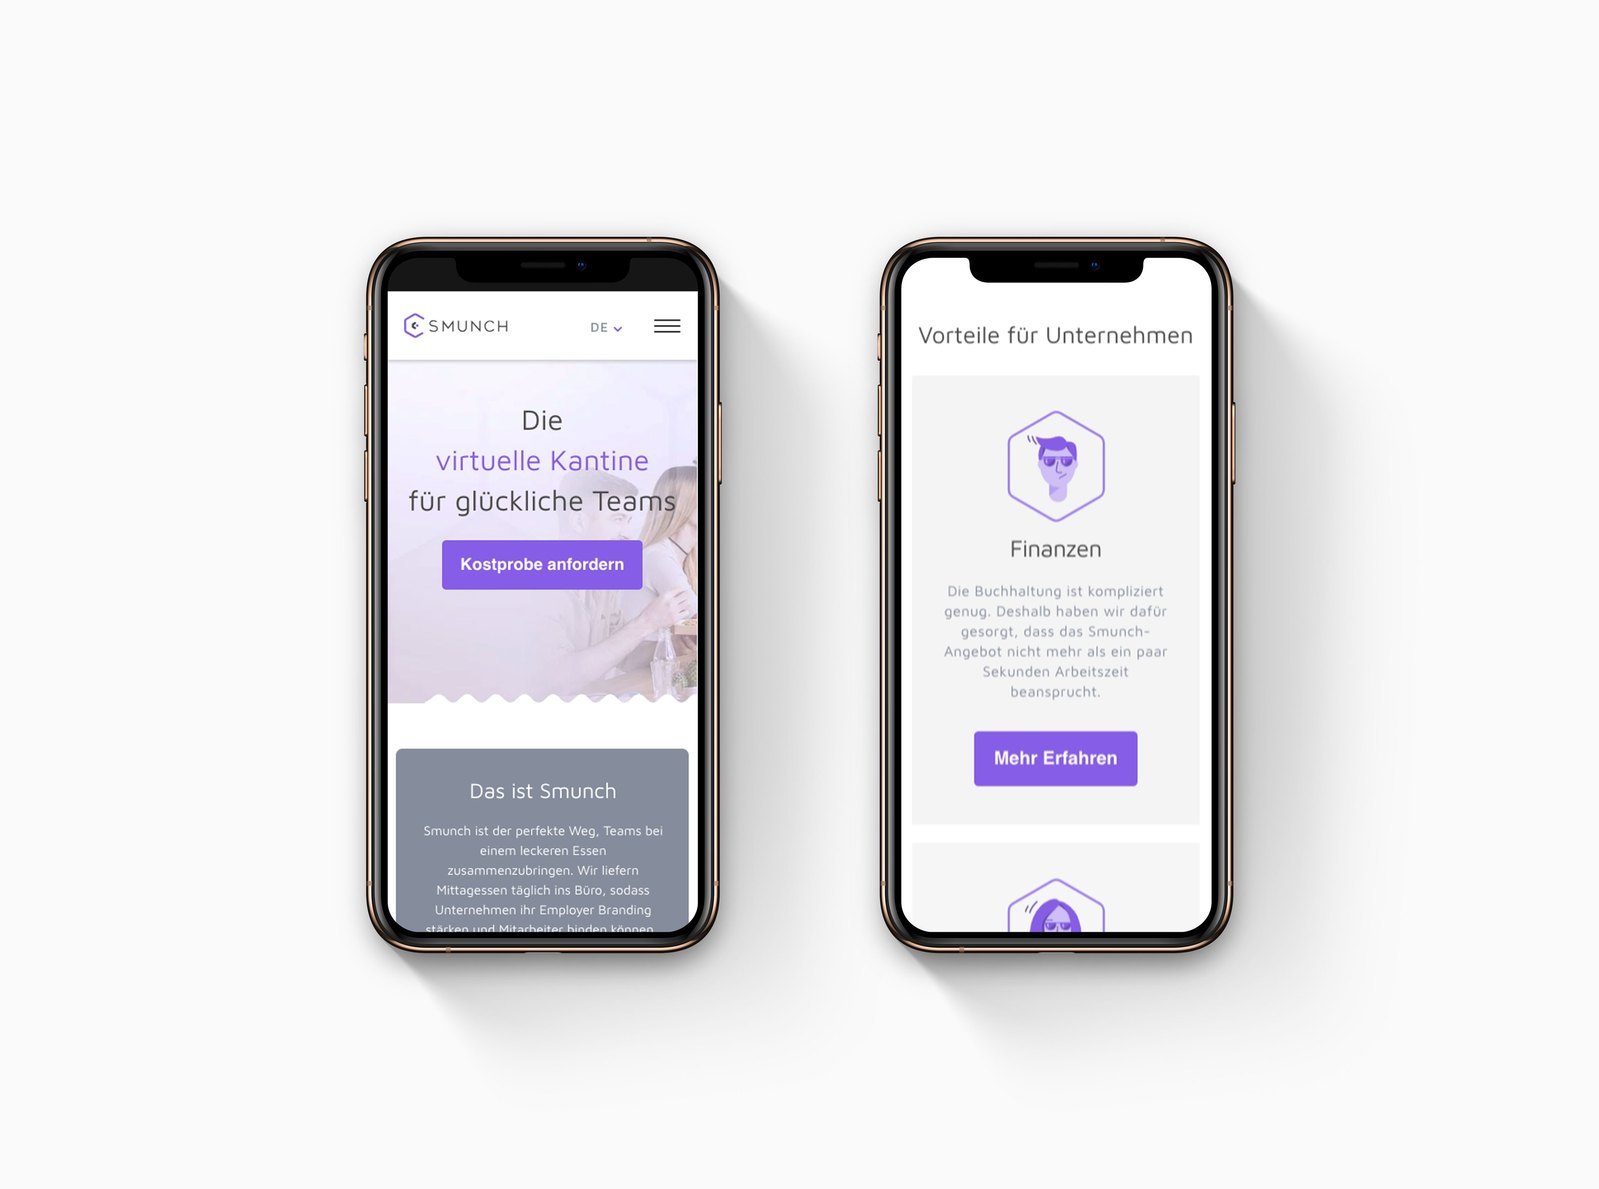 SMUNCH
DE
Die
virtuelle Kantine
für glückliche Teams
Kostprobe anfordern
Das ist Smunch
Smunch ist der perfekte Weg, Teams bei
einem leckeren Essen
zusammenzubringen. Wir liefern
Mittagessen täglich ins Büro, sodass
Unternehmen ihr Employer Branding
stärken und Mitarbeiter binden können.
Vorteile für Unternehmen
Finanzen
Die Buchhaltung ist kompliziert
genug. Deshalb haben wir dafür
gesorgt, dass das Smunch-
Angebot nicht mehr als ein paar
Sekunden Arbeitszeit
beansprucht.
Mehr Erfahren